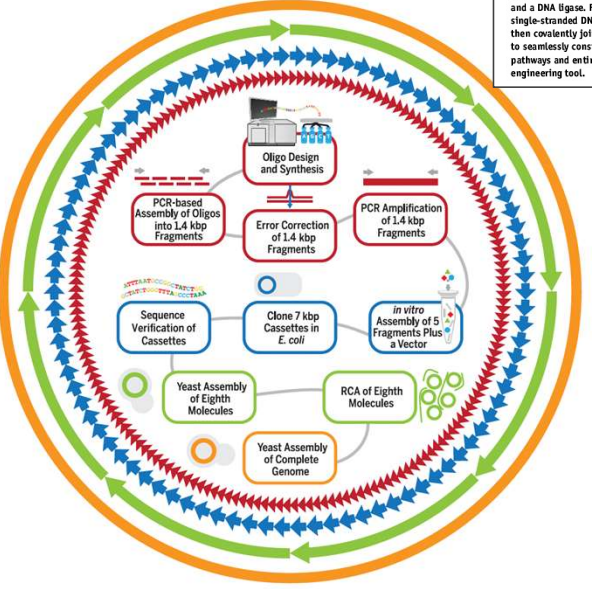 and a DNA ligase.
single-stranded DN
then covalently joi
to seamlessly const
pathways and entir
engineering tool.
Oligo Design
and Synthesis
PCR-based
Assembly of Oligos
into 1.4 kbp
Fragments
Error Correction
of 1.4 kbp
Fragments
PCR Amplification
of 1.4 kbp
Fragments
Sequence
Verification of
Cassettes
Clone 7 kbp
Cassettes in
E. coli
in vitro
Assembly of 5
Fragments Plus
a Vector
Yeast Assembly
of Eighth
Molecules
RCA of Eighth
Molecules
Yeast Assembly
of Complete
Genome